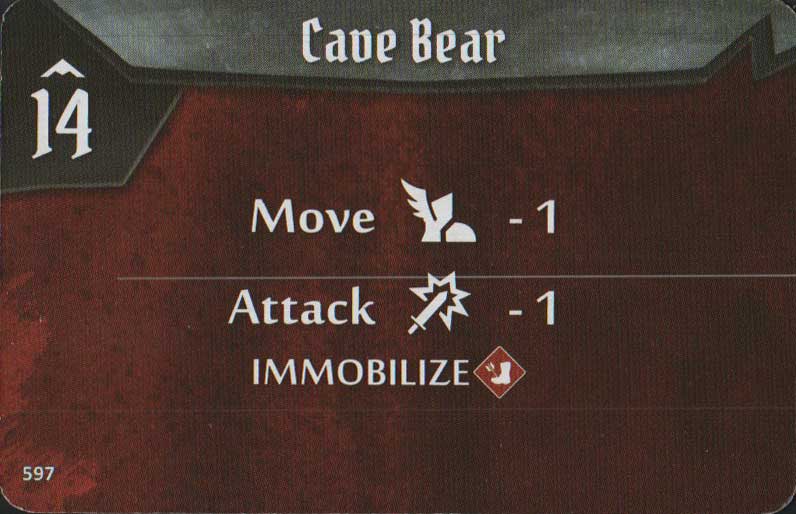 Cave Bear
14
Move - 1
Attack - 1
IMMOBILIZE
597